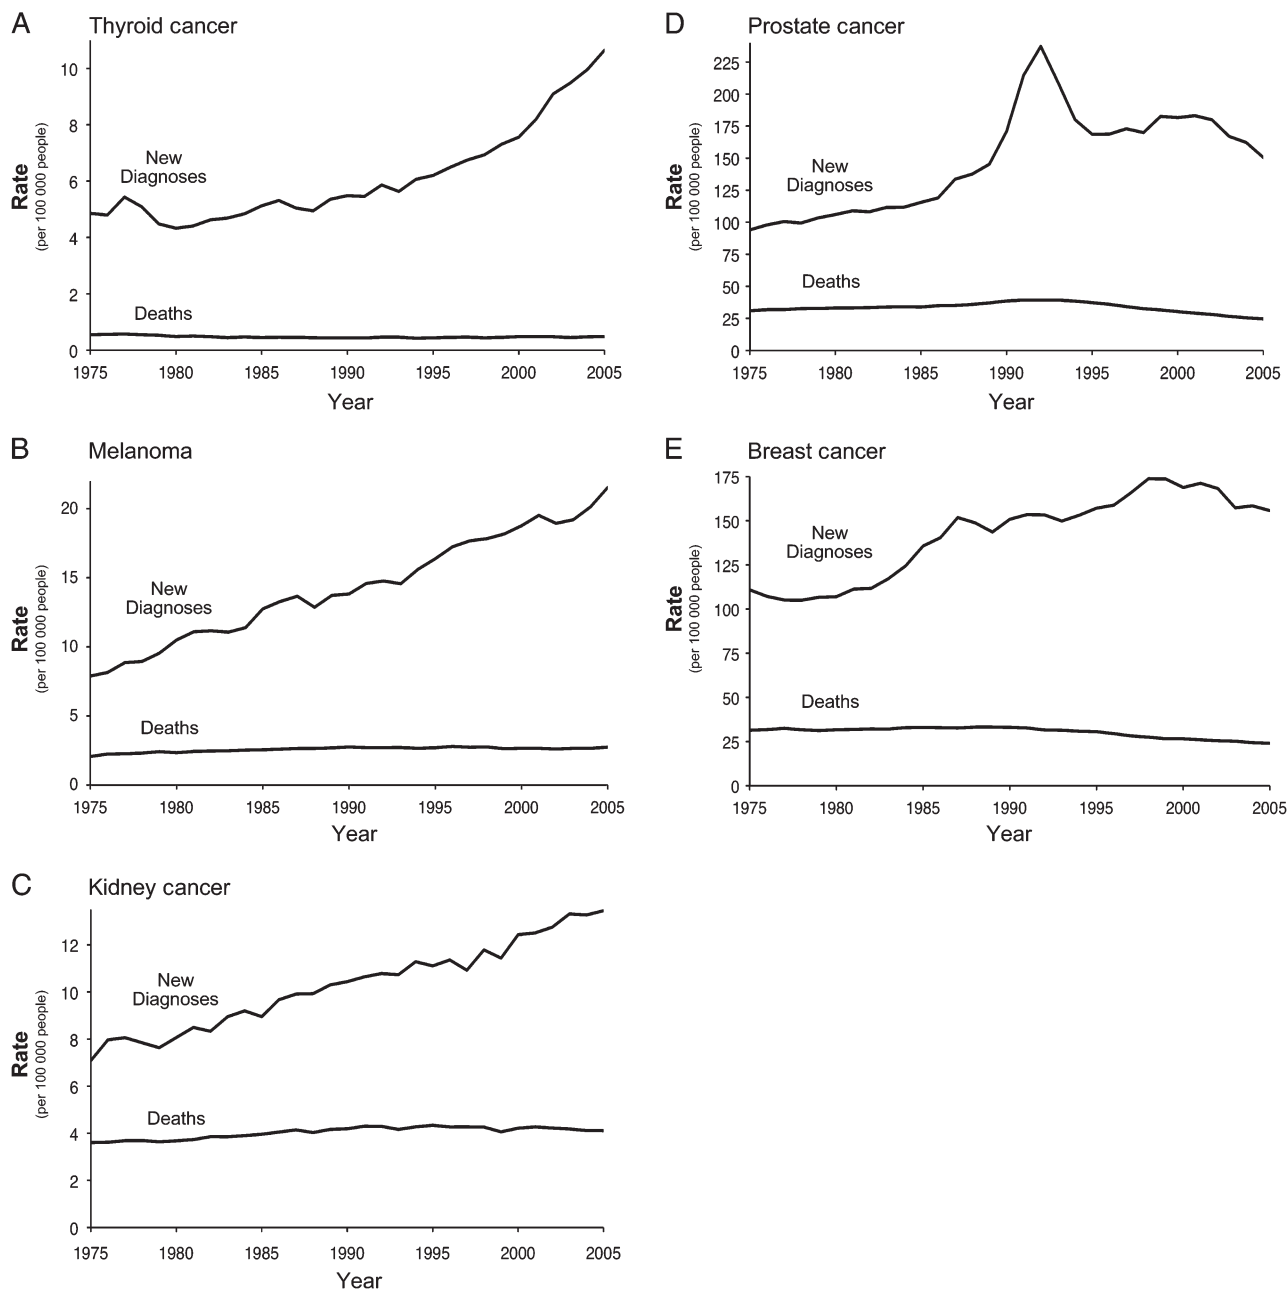 A Thyroid cancer
10
8
6
4
2
0
New
Diagnoses
Deaths
Rate
(per 100 000 people)
1975 1980 1985 1990 1995 2000 2005
Year
B Melanoma
20
15
10
5
0
New
Diagnoses
Deaths
Rate
(per 100 000 people)
1975 1980 1985 1990 1995 2000 2005
Year
C Kidney cancer
12
10
8
6
4
2
0
New
Diagnoses
Deaths
Rate
(per 100 000 people)
1975 1980 1985 1990 1995 2000 2005
Year
D Prostate cancer
225
200
175
150
125
100
75
50
25
0
New
Diagnoses
Deaths
Rate
(per 100 000 people)
1975 1980 1985 1990 1995 2000 2005
Year
E Breast cancer
175
150
125
100
75
50
25
0
New
Diagnoses
Deaths
Rate
(per 100 000 people)
1975 1980 1985 1990 1995 2000 2005
Year